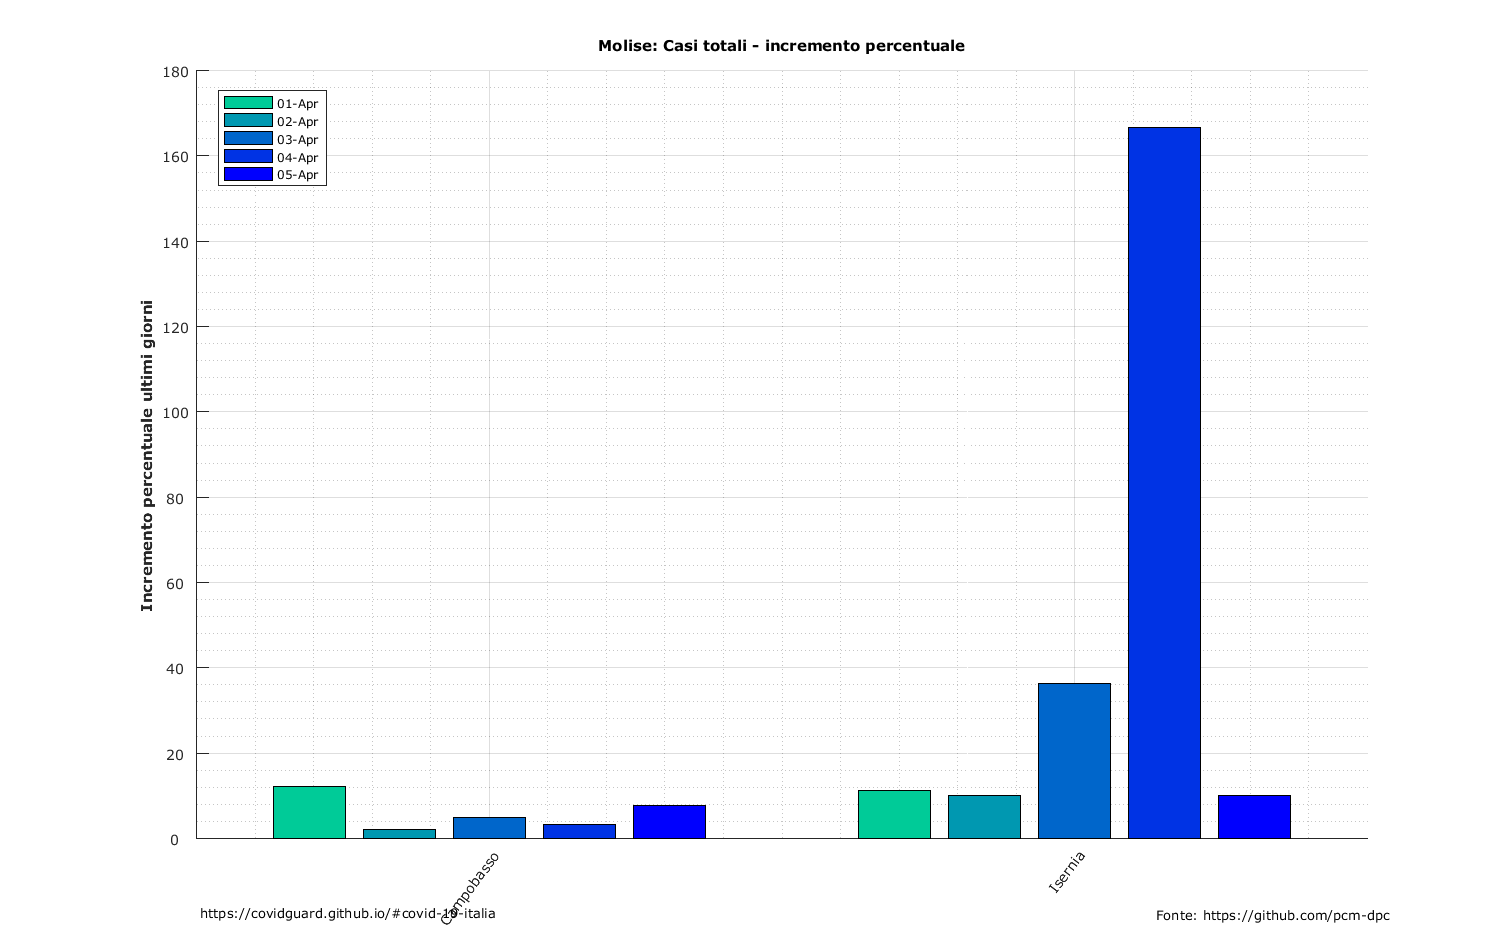 Molise: Casi totali - incremento percentuale
180
160
140
120
100
80
60
40
20
0
Incremento percentuale ultimi giorni
01-Apr
02-Apr
03-Apr
04-Apr
05-Apr
Campobasso
Isernia
https://covidguard.github.io/#covid-19-italia
Fonte: https://github.com/pcm-dpc